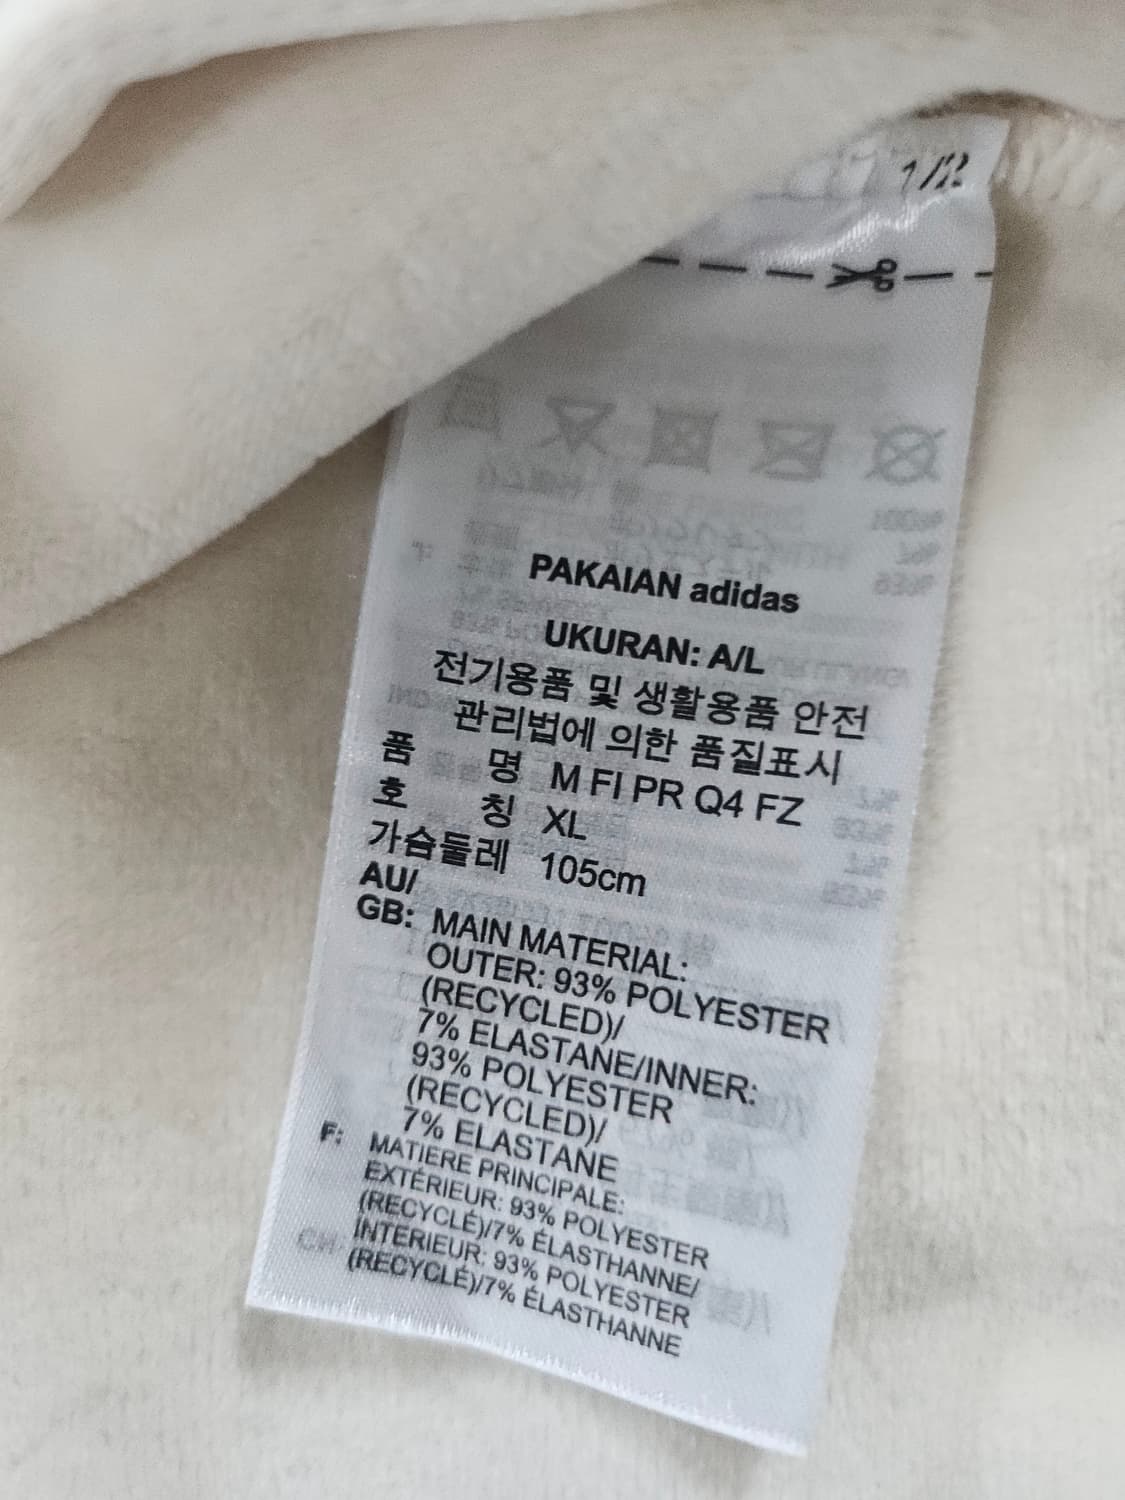 1/2
PAKAIAN adidas
UKURAN: A/L
전기용품 및 생활용품 안전
관리법에 의한 품질표시
품 명 M FI PR Q4 FZ
호 칭 XL
가슴둘레 105cm
AU/
GB: MAIN MATERIAL:
OUTER: 93% POLYESTER
(RECYCLED)/
7% ELASTANE/INNER:
93% POLYESTER
(RECYCLED)/
7% ELASTANE
F: MATIERE PRINCIPALE:
EXTÉRIEUR: 93% POLYESTER
(RECYCLÉ)/7% ÉLASTHANNE/
INTÉRIEUR: 93% POLYESTER
(RECYCLÉ)/7% ÉLASTHANNE